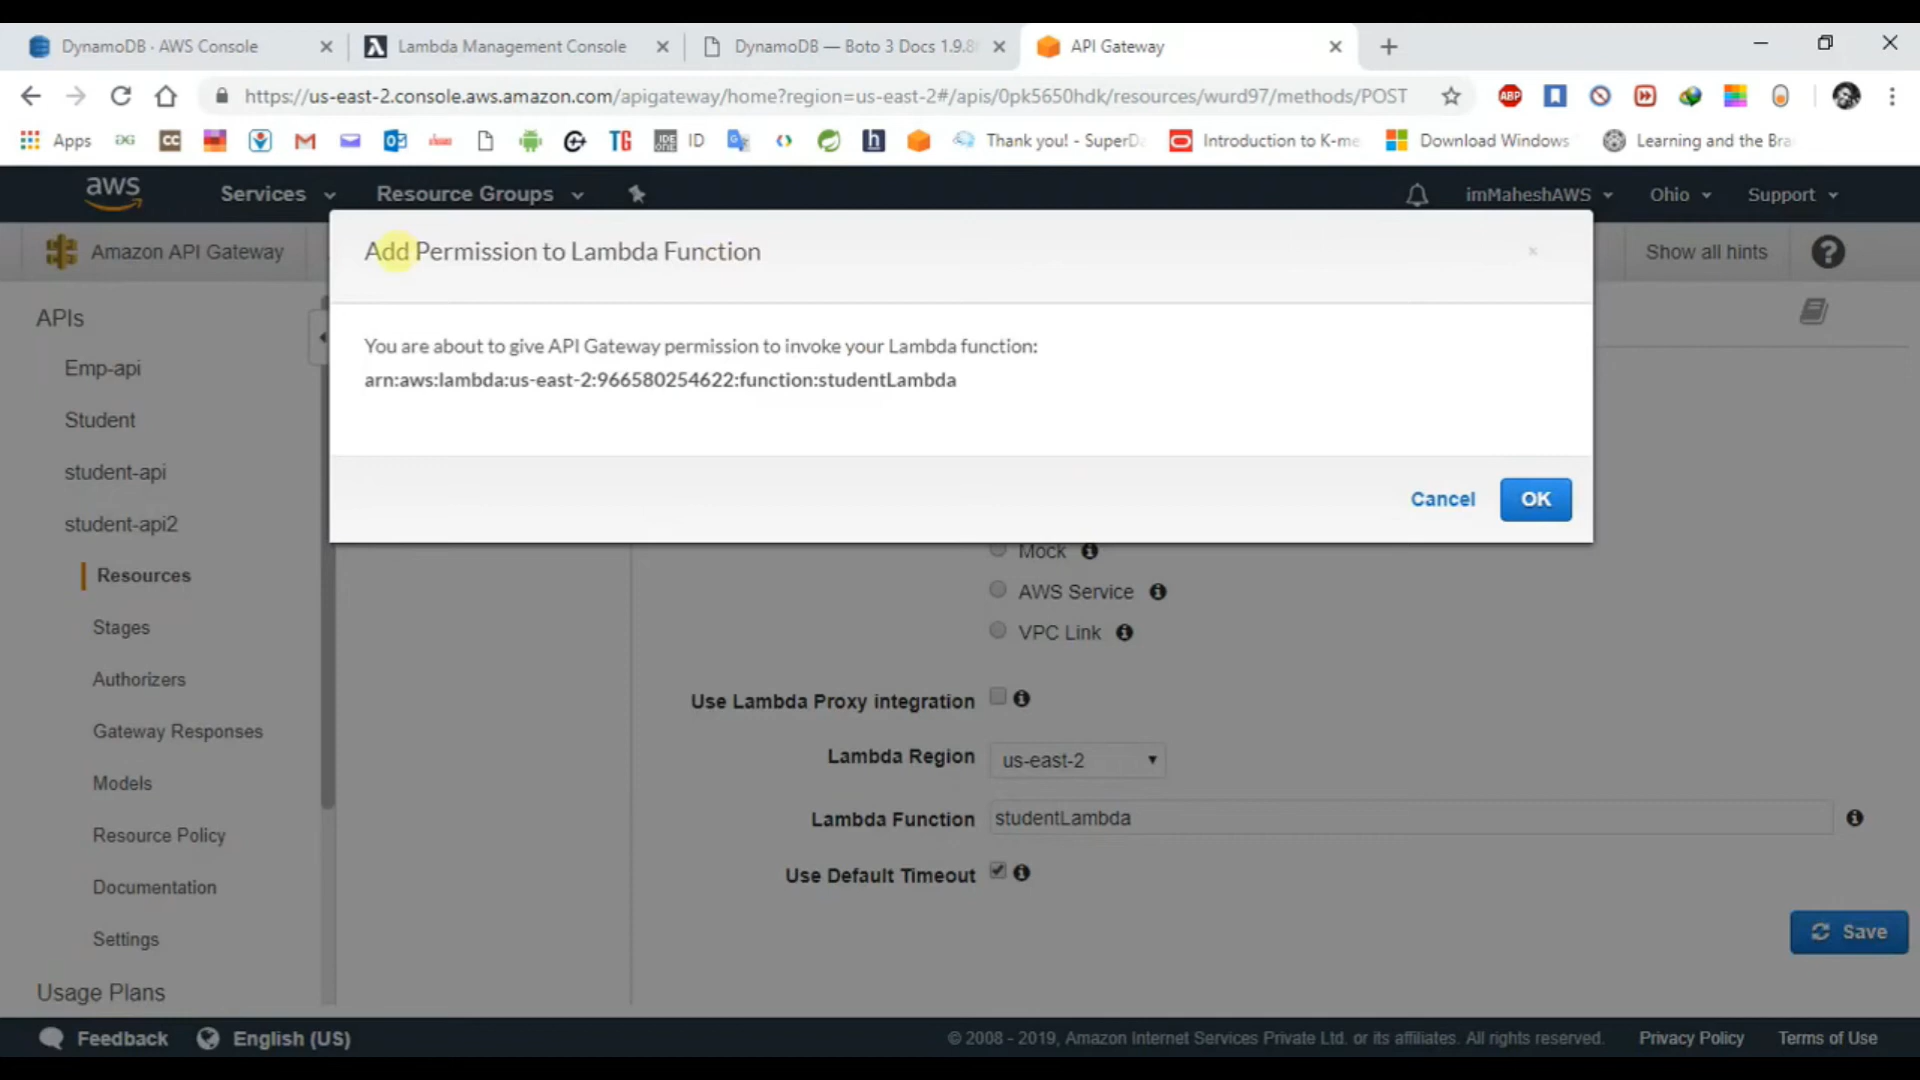 DynamoDB · AWS Console
Lambda Management Console
DynamoDB — Boto 3 Docs 1.9.8
API Gateway
https://us-east-2.console.aws.amazon.com/apigateway/home?region=us-east-2#/apis/0pk5650hdk/resources/wurd97/methods/POST
ABP
Apps
CC
TG
ID
Thank you! - SuperDa
Introduction to K-me
Download Windows
Learning and the Bra
aws
Services
Resource Groups
imMaheshAWS
Ohio
Support
Amazon API Gateway
Show all hints
Add Permission to Lambda Function
You are about to give API Gateway permission to invoke your Lambda function:
arn:aws:lambda:us-east-2:966580254622:function:studentLambda
Cancel
OK
APIs
Emp-api
Student
student-api
student-api2
Resources
Stages
Authorizers
Gateway Responses
Models
Resource Policy
Documentation
Settings
Usage Plans
Mock
AWS Service
VPC Link
Use Lambda Proxy integration
Lambda Region
us-east-2
Lambda Function
studentLambda
Use Default Timeout
Save
Feedback
English (US)
© 2008 - 2019, Amazon Internet Services Private Ltd. or its affiliates. All rights reserved.
Privacy Policy
Terms of Use